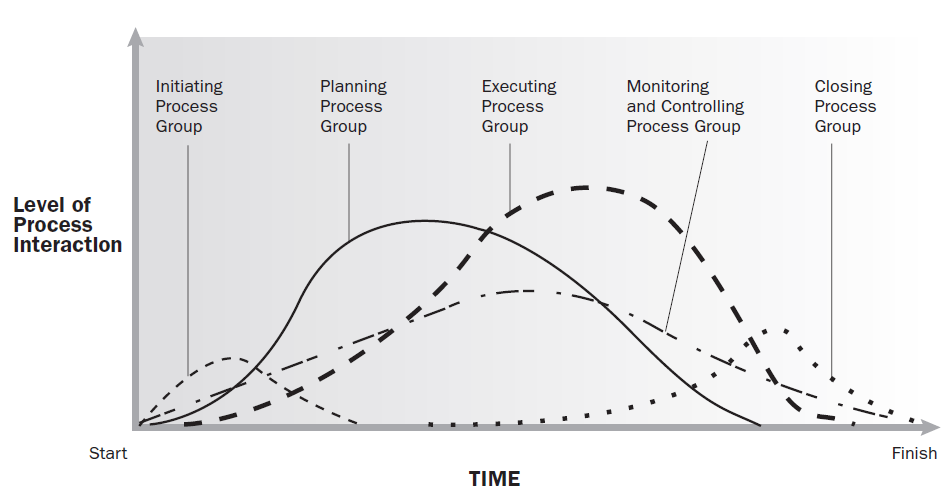 Initiating
Process
Group
Planning
Process
Group
Executing
Process
Group
Monitoring
and Controlling
Process Group
Closing
Process
Group
Level of
Process
Interaction
Start
Finish
TIME